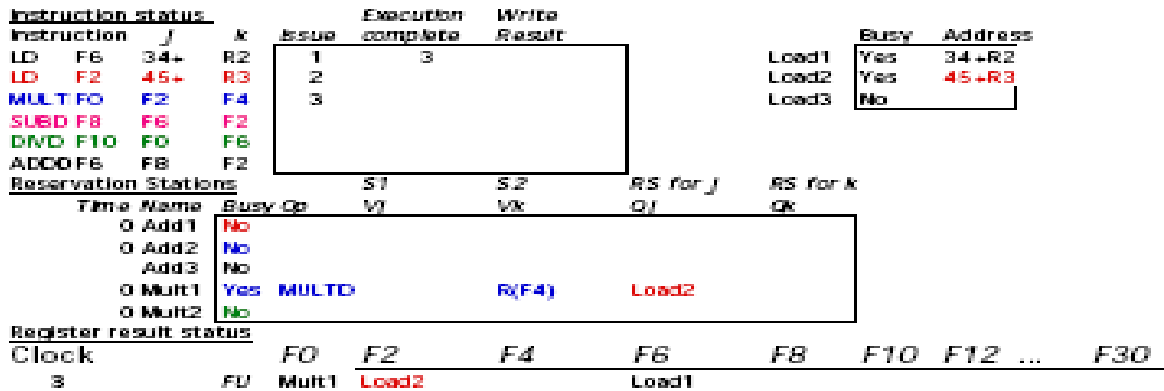 Instruction status Execution Write
Instruction j k Issue complete Result Busy Address
LD F6 34+ R2 1 3 Load1 Yes 34+R2
LD F2 45+ R3 2 Load2 Yes 45+R3
MULT F0 F2 F4 3 Load3 No
SUBD F8 F6 F2
DIVD F10 F0 F6
ADDD F6 F8 F2
Reservation Stations S1 S2 RS for j RS for k
Time Name Busy Op Vj Vk Qj Qk
0 Add1 No
0 Add2 No
Add3 No
0 Mult1 Yes MULTD R(F4) Load2
0 Mult2 No
Register result status
Clock F0 F2 F4 F6 F8 F10 F12 ... F30
3 FU Mult1 Load2 Load1